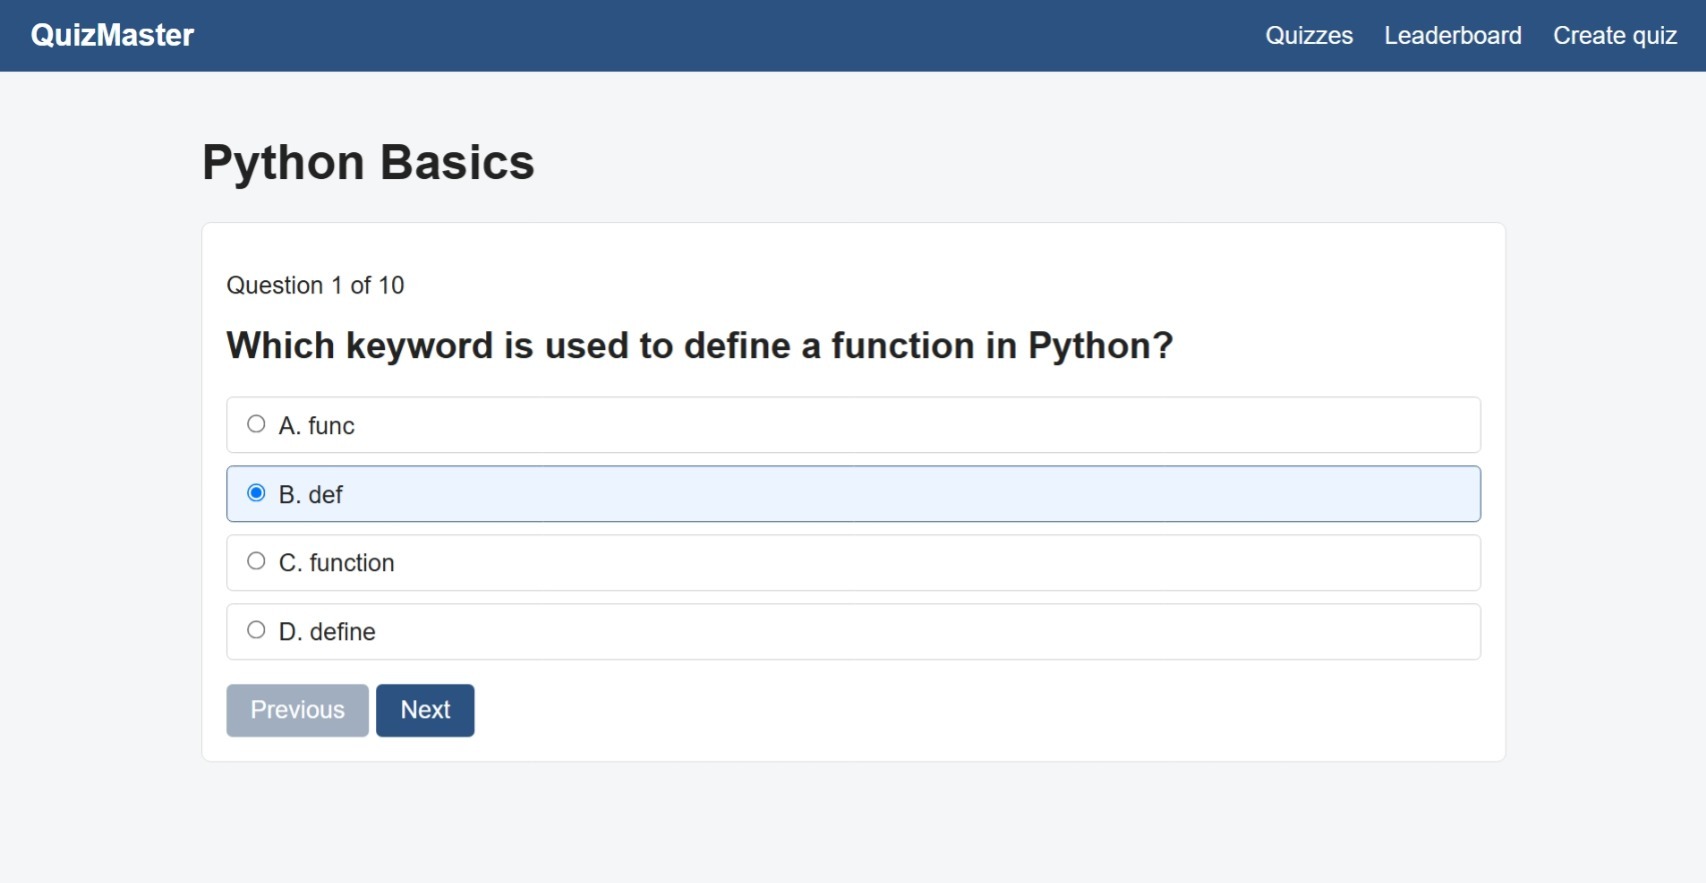 QuizMaster
Quizzes Leaderboard Create quiz
Python Basics
Question 1 of 10
Which keyword is used to define a function in Python?
A. func
B. def
C. function
D. define
Previous Next